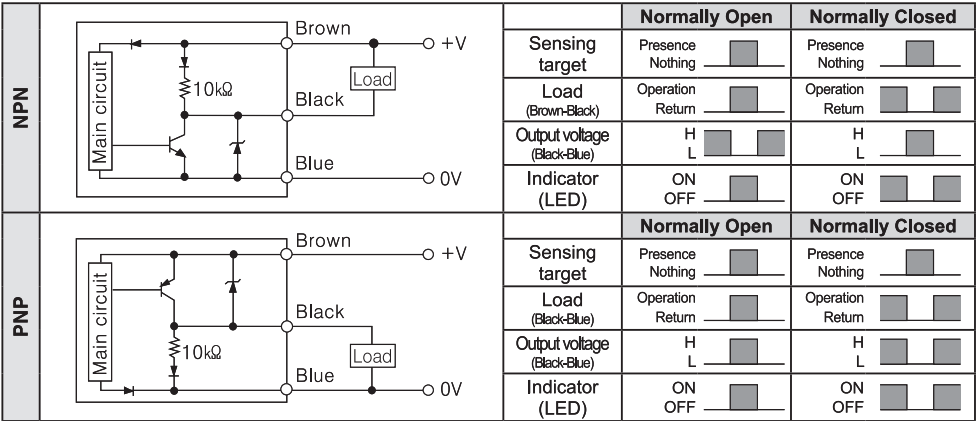 NPN
Main circuit
10kΩ
Brown
Black
Blue
Load
+V
0V
Normally Open Normally Closed
Sensing
target
Presence
Nothing
Presence
Nothing
Load
(Brown-Black)
Operation
Return
Operation
Return
Output voltage
(Black-Blue)
H
L
H
L
Indicator
(LED)
ON
OFF
ON
OFF
PNP
Main circuit
10kΩ
Brown
Black
Blue
Load
+V
0V
Normally Open Normally Closed
Sensing
target
Presence
Nothing
Presence
Nothing
Load
(Black-Blue)
Operation
Return
Operation
Return
Output voltage
(Black-Blue)
H
L
H
L
Indicator
(LED)
ON
OFF
ON
OFF